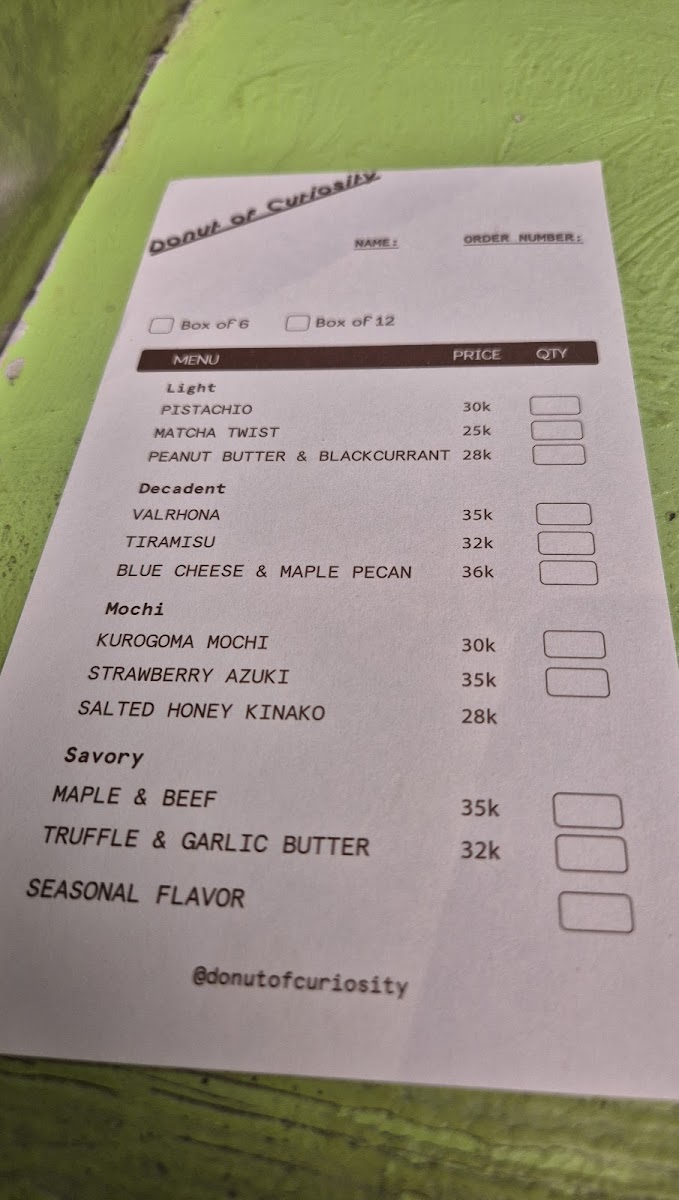 Donut of Curiosity
NAME: ORDER NUMBER:
Box of 6 Box of 12
MENU PRICE QTY
Light
PISTACHIO 30k
MATCHA TWIST 25k
PEANUT BUTTER & BLACKCURRANT 28k
Decadent
VALRHONA 35k
TIRAMISU 32k
BLUE CHEESE & MAPLE PECAN 36k
Mochi
KUROGOMA MOCHI 30k
STRAWBERRY AZUKI 35k
SALTED HONEY KINAKO 28k
Savory
MAPLE & BEEF 35k
TRUFFLE & GARLIC BUTTER 32k
SEASONAL FLAVOR
@donutofcuriosity